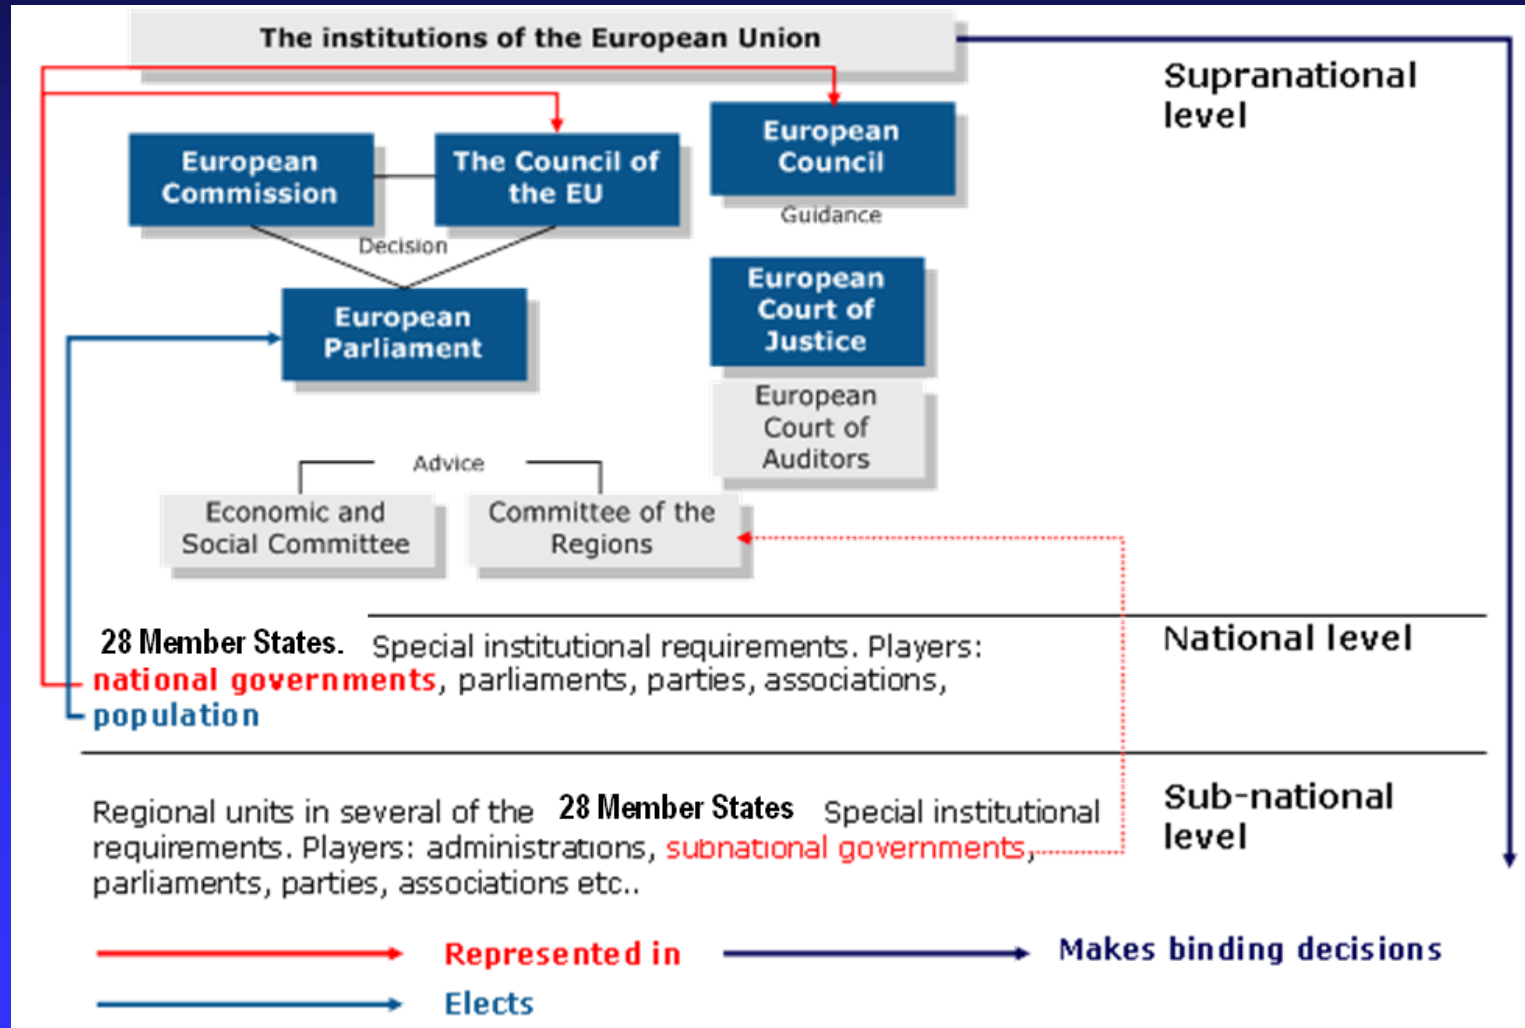 The institutions of the European Union
Supranational
level
European
Commission
The Council of
the EU
European
Council
Guidance
Decision
European
Parliament
European
Court of
Justice
European
Court of
Auditors
Advice
Economic and
Social Committee
Committee of the
Regions
28 Member States. Special institutional requirements. Players:
national governments, parliaments, parties, associations,
population
National level
Regional units in several of the 28 Member States Special institutional
requirements. Players: administrations, subnational governments,
parliaments, parties, associations etc..
Sub-national
level
Represented in
Makes binding decisions
Elects